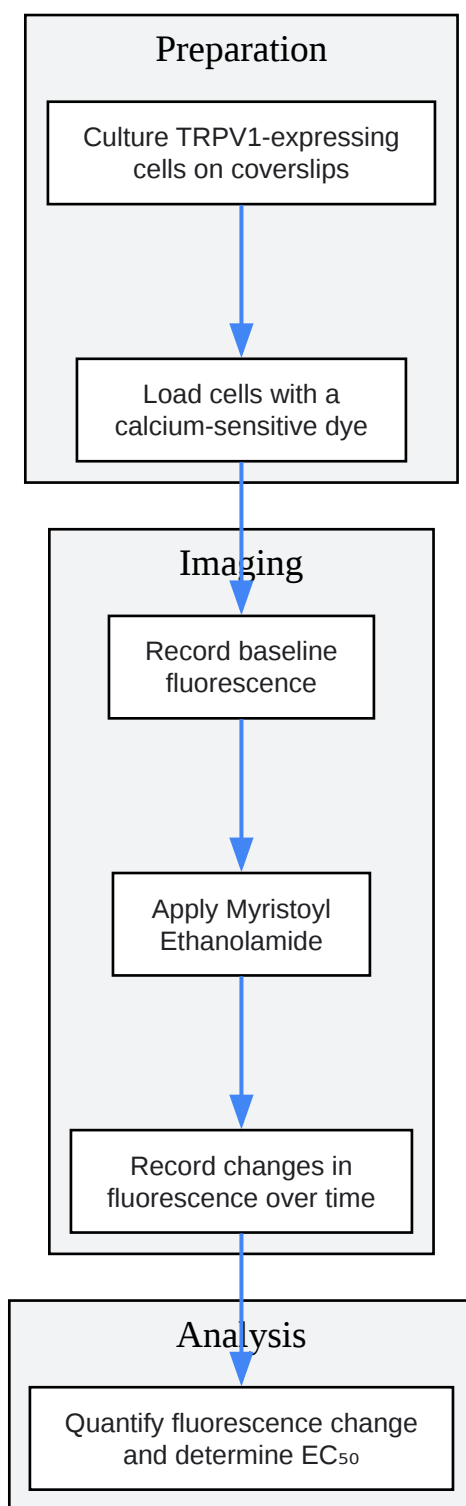 Preparation
Culture TRPV1-expressing
cells on coverslips
Load cells with a
calcium-sensitive dye
Imaging
Record baseline
fluorescence
Apply Myristoyl
Ethanolamide
Record changes in
fluorescence over time
Analysis
Quantify fluorescence change
and determine EC₅₀